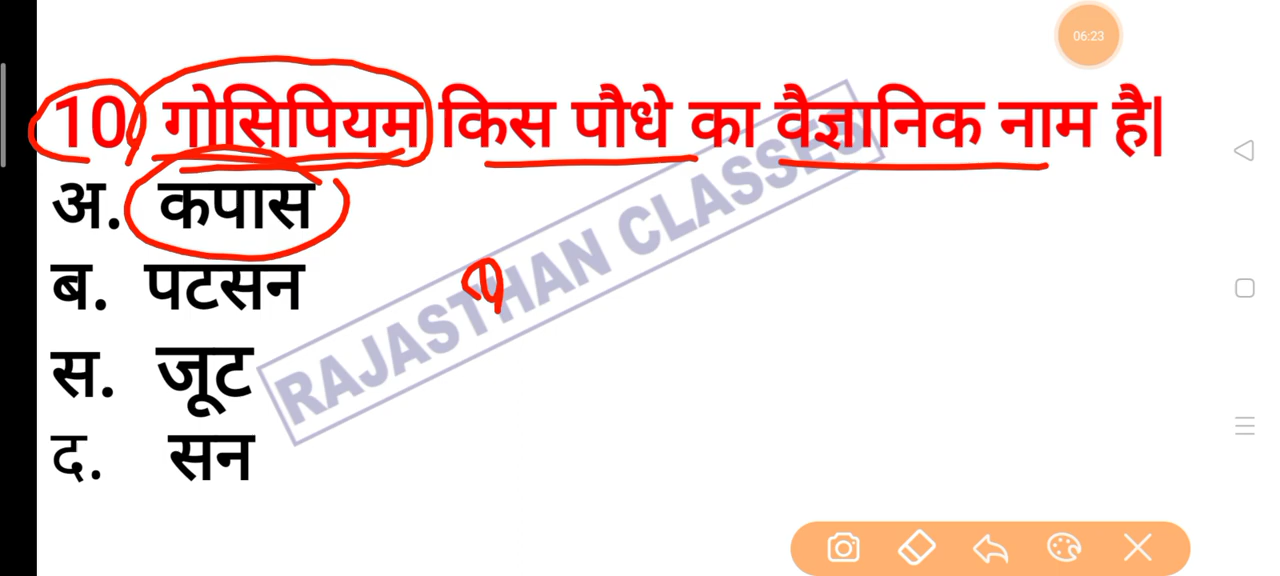 06:23
10, गोसिपियम किस पौधे का वैज्ञानिक नाम है|
अ. कपास
ब. पटसन
स. जूट
द. सन
RAJASTHAN CLASSES